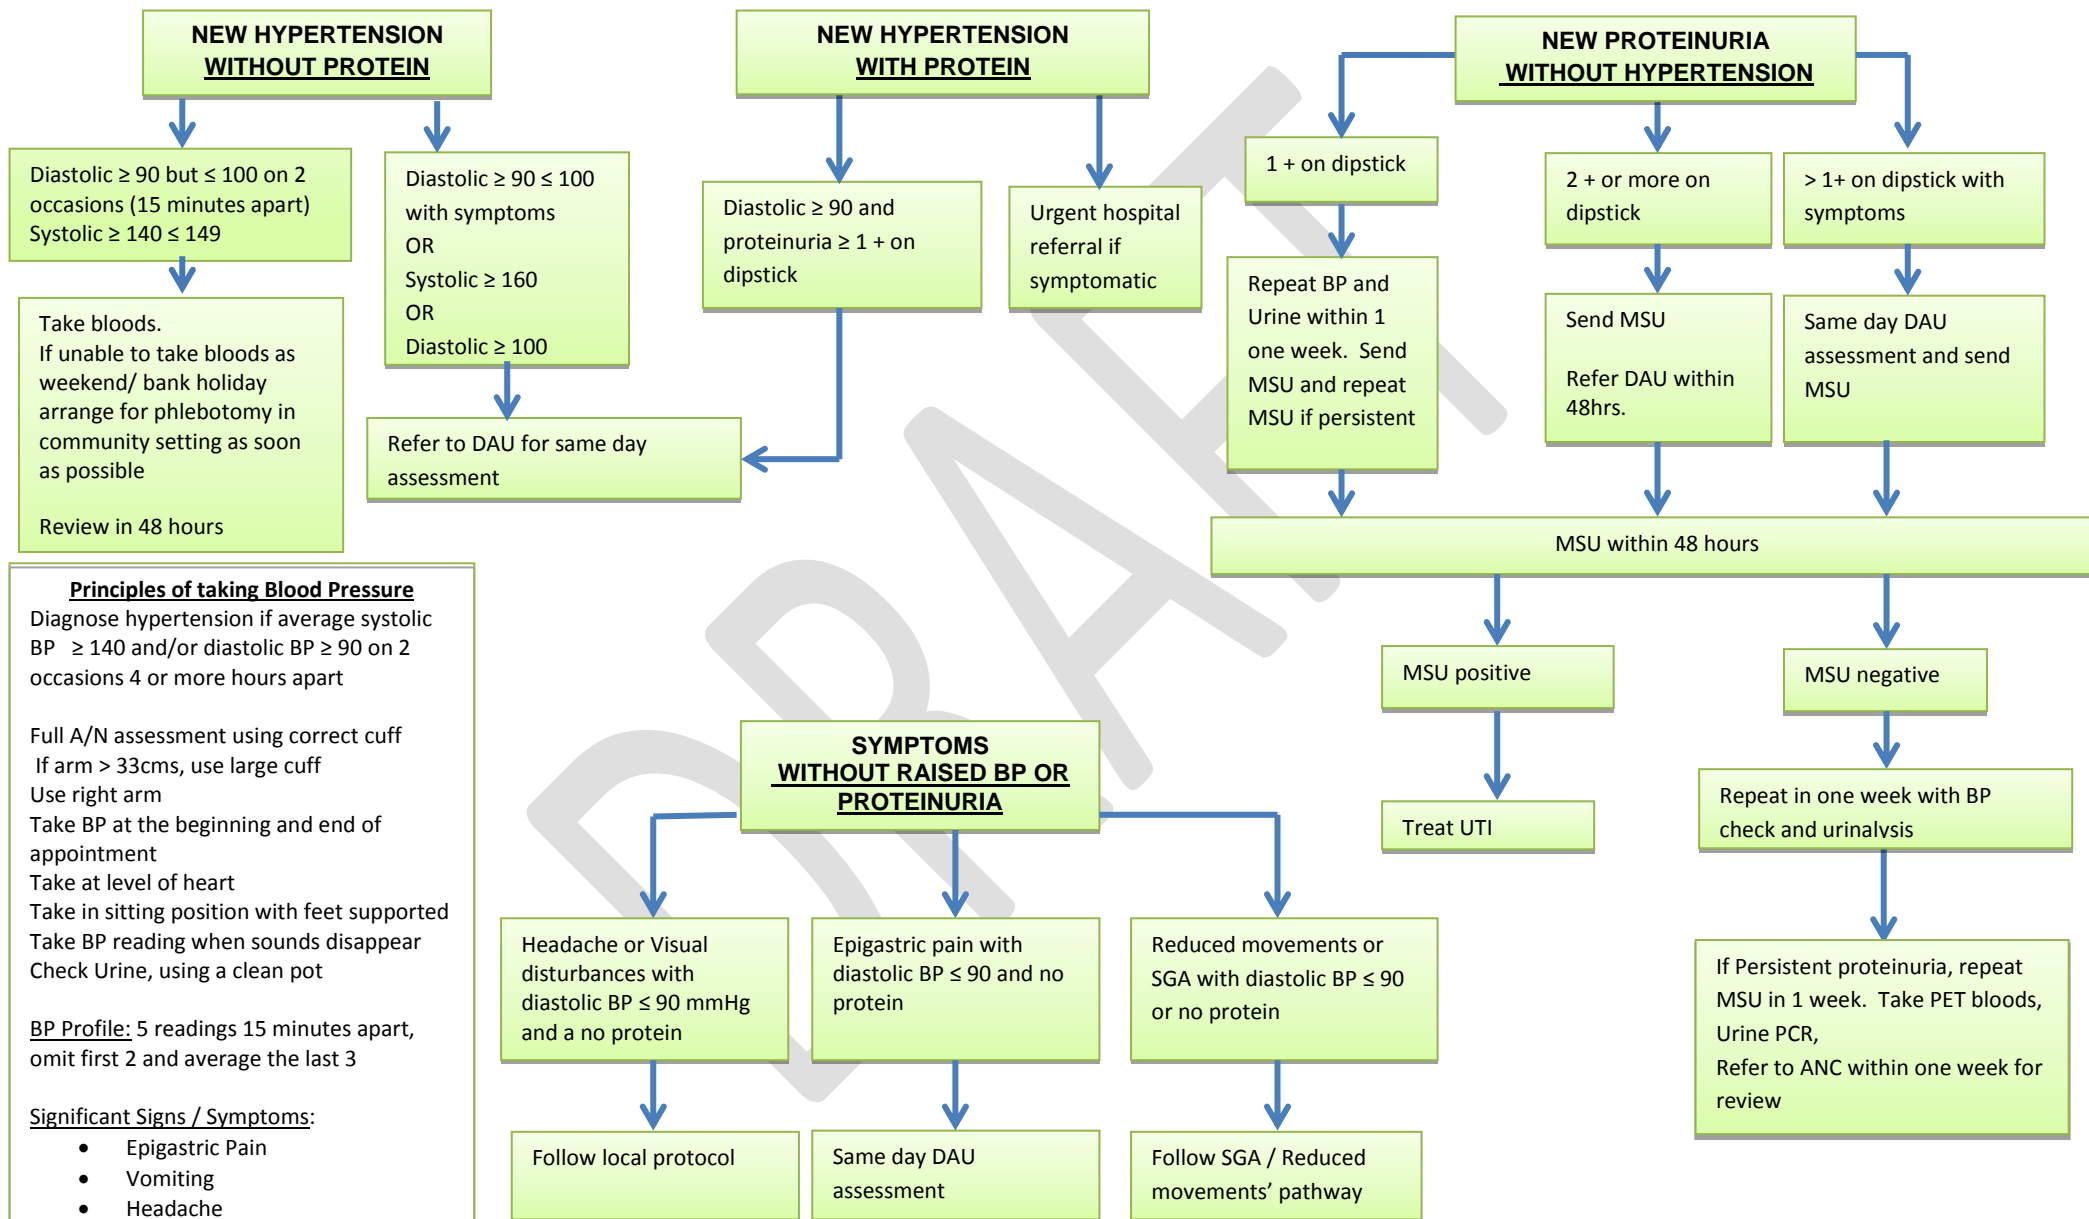 NEW HYPERTENSION
WITHOUT PROTEIN
Diastolic ≥ 90 but ≤ 100 on 2
occasions (15 minutes apart)
Systolic ≥ 140 ≤ 149
Take bloods.
If unable to take bloods as
weekend/ bank holiday
arrange for phlebotomy in
community setting as soon
as possible
Review in 48 hours
Diastolic ≥ 90 ≤ 100
with symptoms
OR
Systolic ≥ 160
OR
Diastolic ≥ 100
Refer to DAU for same day
assessment
NEW HYPERTENSION
WITH PROTEIN
Diastolic ≥ 90 and
proteinuria ≥ 1 + on
dipstick
Urgent hospital
referral if
symptomatic
NEW PROTEINURIA
WITHOUT HYPERTENSION
1 + on dipstick
Repeat BP and
Urine within 1
one week. Send
MSU and repeat
MSU if persistent
2 + or more on
dipstick
Send MSU
Refer DAU within
48hrs.
> 1+ on dipstick with
symptoms
Same day DAU
assessment and send
MSU
MSU within 48 hours
MSU positive
Treat UTI
MSU negative
Repeat in one week with BP
check and urinalysis
If Persistent proteinuria, repeat
MSU in 1 week. Take PET bloods,
Urine PCR,
Refer to ANC within one week for
review
Principles of taking Blood Pressure
Diagnose hypertension if average systolic
BP ≥ 140 and/or diastolic BP ≥ 90 on 2
occasions 4 or more hours apart
Full A/N assessment using correct cuff
If arm > 33cms, use large cuff
Use right arm
Take BP at the beginning and end of
appointment
Take at level of heart
Take in sitting position with feet supported
Take BP reading when sounds disappear
Check Urine, using a clean pot
BP Profile: 5 readings 15 minutes apart,
omit first 2 and average the last 3
Significant Signs / Symptoms:
• Epigastric Pain
• Vomiting
• Headache
SYMPTOMS
WITHOUT RAISED BP OR
PROTEINURIA
Headache or Visual
disturbances with
diastolic BP ≤ 90 mmHg
and a no protein
Follow local protocol
Epigastric pain with
diastolic BP ≤ 90 and no
protein
Same day DAU
assessment
Reduced movements or
SGA with diastolic BP ≤ 90
or no protein
Follow SGA / Reduced
movements’ pathway
DRAFT